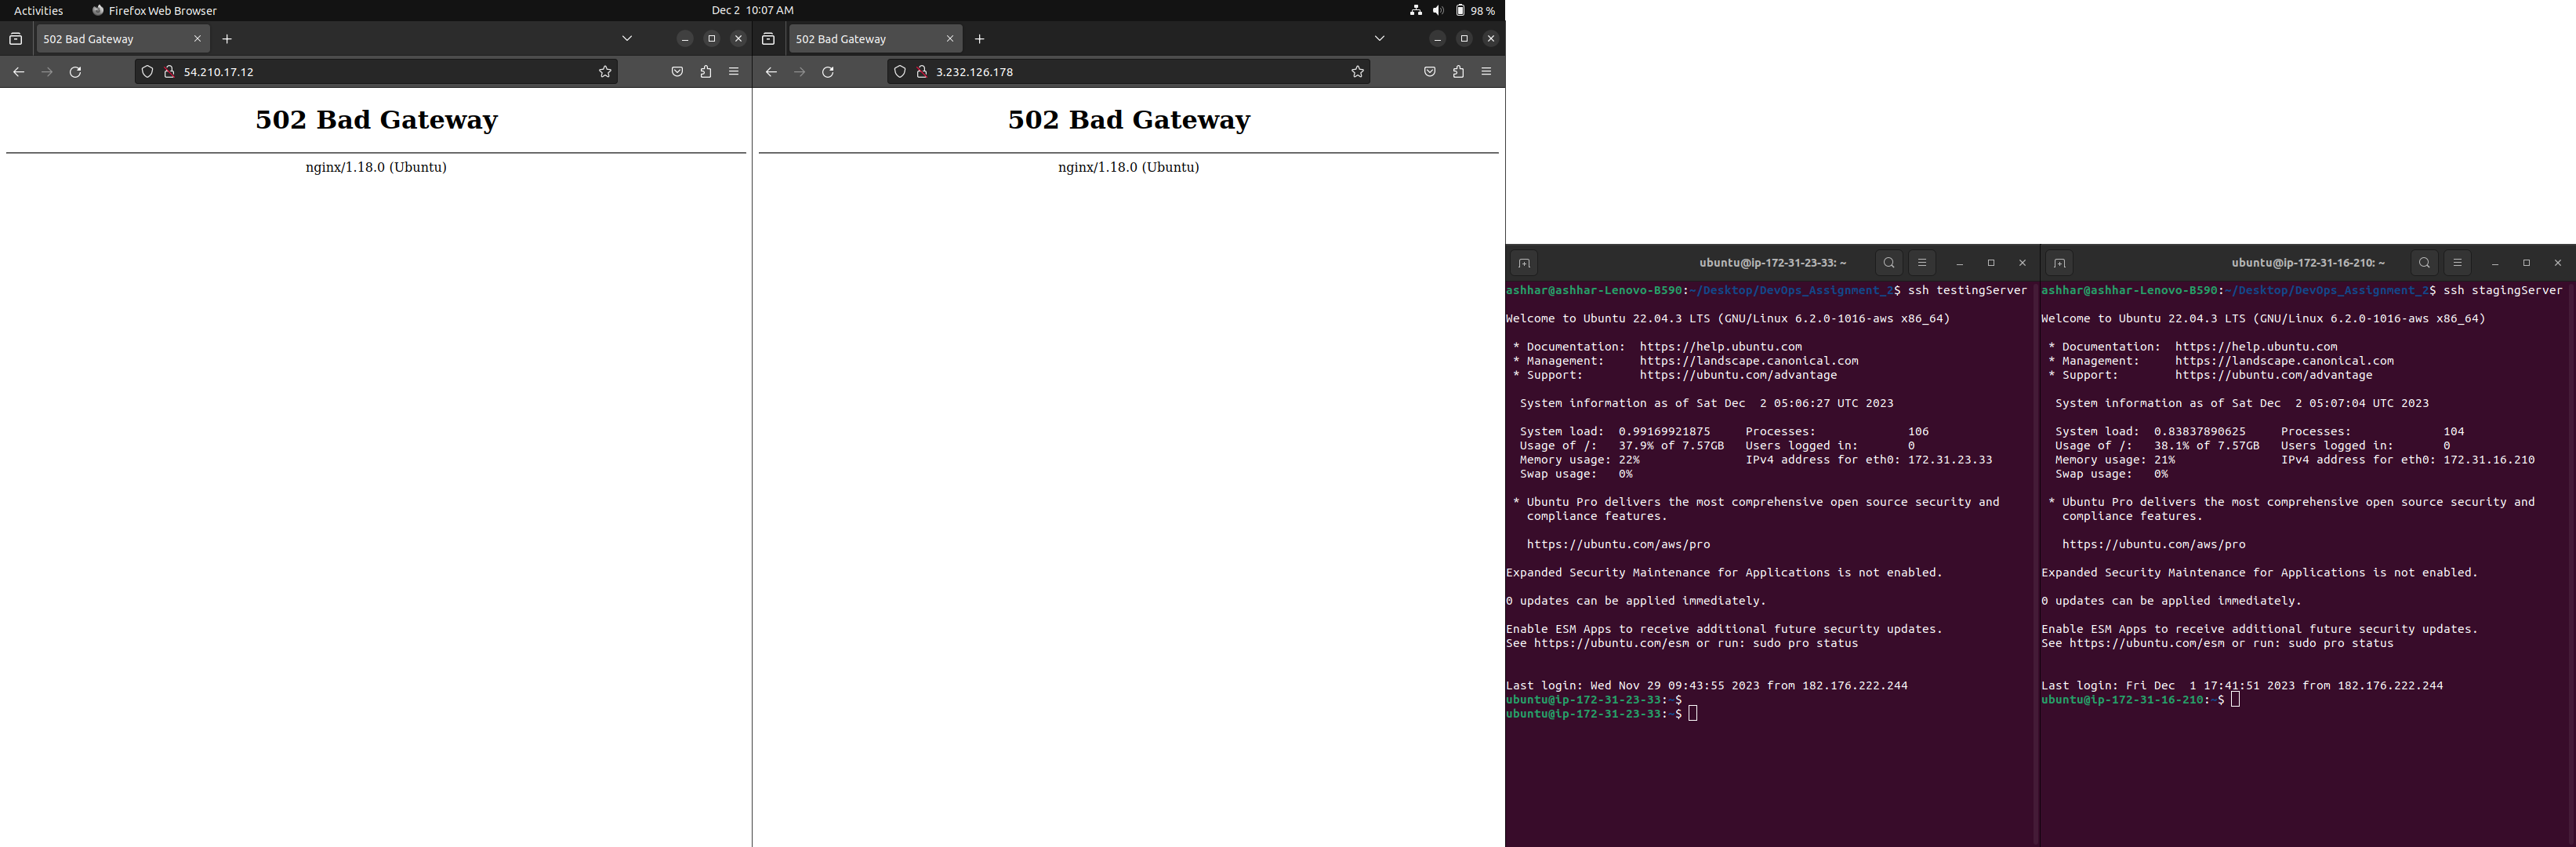 Activities Firefox Web Browser Dec 2 10:07 AM 98 %
502 Bad Gateway
54.210.17.12
502 Bad Gateway
nginx/1.18.0 (Ubuntu)
502 Bad Gateway
3.232.126.178
502 Bad Gateway
nginx/1.18.0 (Ubuntu)
ubuntu@ip-172-31-23-33: ~
ashhar@ashhar-Lenovo-B590:~/Desktop/DevOps_Assignment_2$ ssh testingServer
Welcome to Ubuntu 22.04.3 LTS (GNU/Linux 6.2.0-1016-aws x86_64)
* Documentation: https://help.ubuntu.com
* Management: https://landscape.canonical.com
* Support: https://ubuntu.com/advantage
System information as of Sat Dec 2 05:06:27 UTC 2023
System load: 0.99169921875 Processes: 106
Usage of /: 37.9% of 7.57GB Users logged in: 0
Memory usage: 22% IPv4 address for eth0: 172.31.23.33
Swap usage: 0%
* Ubuntu Pro delivers the most comprehensive open source security and
compliance features.
https://ubuntu.com/aws/pro
Expanded Security Maintenance for Applications is not enabled.
0 updates can be applied immediately.
Enable ESM Apps to receive additional future security updates.
See https://ubuntu.com/esm or run: sudo pro status
Last login: Wed Nov 29 09:43:55 2023 from 182.176.222.244
ubuntu@ip-172-31-23-33:~$
ubuntu@ip-172-31-23-33:~$
ubuntu@ip-172-31-16-210: ~
ashhar@ashhar-Lenovo-B590:~/Desktop/DevOps_Assignment_2$ ssh stagingServer
Welcome to Ubuntu 22.04.3 LTS (GNU/Linux 6.2.0-1016-aws x86_64)
* Documentation: https://help.ubuntu.com
* Management: https://landscape.canonical.com
* Support: https://ubuntu.com/advantage
System information as of Sat Dec 2 05:07:04 UTC 2023
System load: 0.83837890625 Processes: 104
Usage of /: 38.1% of 7.57GB Users logged in: 0
Memory usage: 21% IPv4 address for eth0: 172.31.16.210
Swap usage: 0%
* Ubuntu Pro delivers the most comprehensive open source security and
compliance features.
https://ubuntu.com/aws/pro
Expanded Security Maintenance for Applications is not enabled.
0 updates can be applied immediately.
Enable ESM Apps to receive additional future security updates.
See https://ubuntu.com/esm or run: sudo pro status
Last login: Fri Dec 1 17:41:51 2023 from 182.176.222.244
ubuntu@ip-172-31-16-210:~$